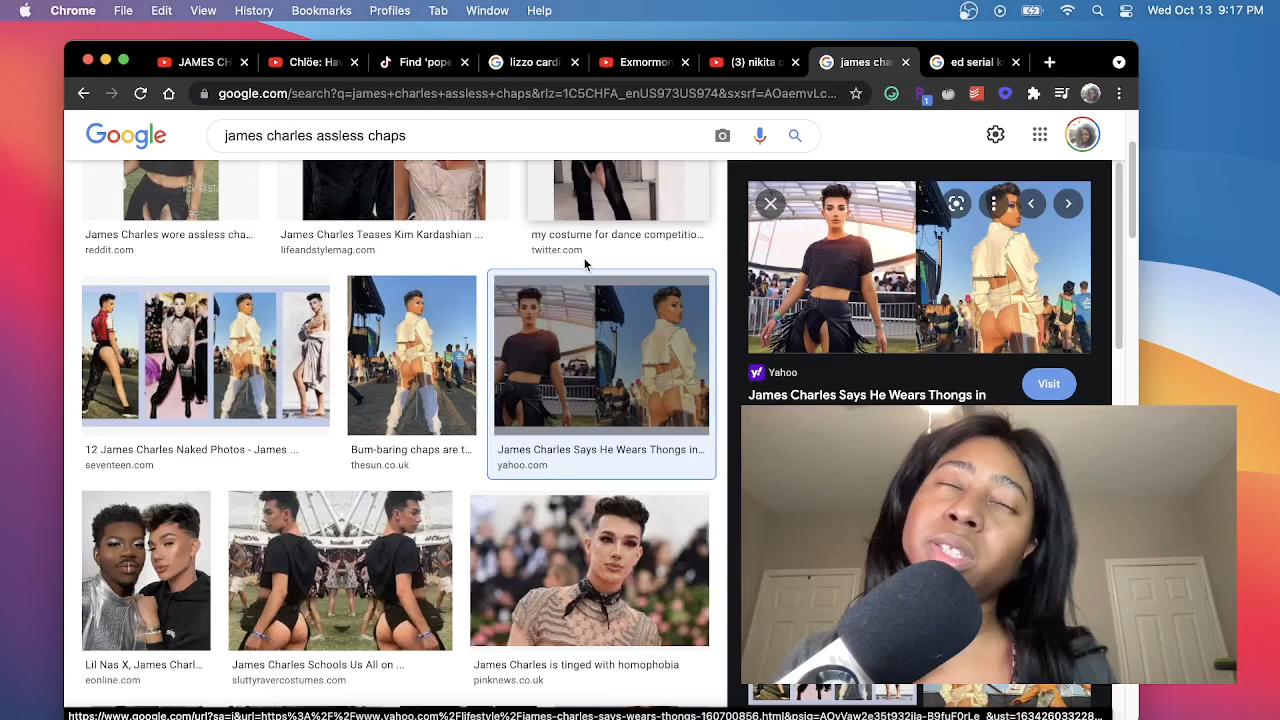 Chrome File Edit View History Bookmarks Profiles Tab Window Help Wed Oct 13 9:17 PM
JAMES CH Chlöe: Hav Find 'pope lizzo cardi Exmormon (3) nikita d james char ed serial k
google.com/search?q=james+charles+assless+chaps&rlz=1C5CHFA_enUS973US974&sxsrf=AOaemvLc...
1
Google james charles assless chaps
James Charles wore assless cha...
reddit.com
James Charles Teases Kim Kardashian ...
lifeandstylemag.com
my costume for dance competitio...
twitter.com
12 James Charles Naked Photos - James ...
seventeen.com
Bum-baring chaps are t...
thesun.co.uk
James Charles Says He Wears Thongs in...
yahoo.com
Lil Nas X, James Charl...
eonline.com
James Charles Schools Us All on ...
sluttyravercostumes.com
James Charles is tinged with homophobia
pinknews.co.uk
Yahoo
Visit
James Charles Says He Wears Thongs in